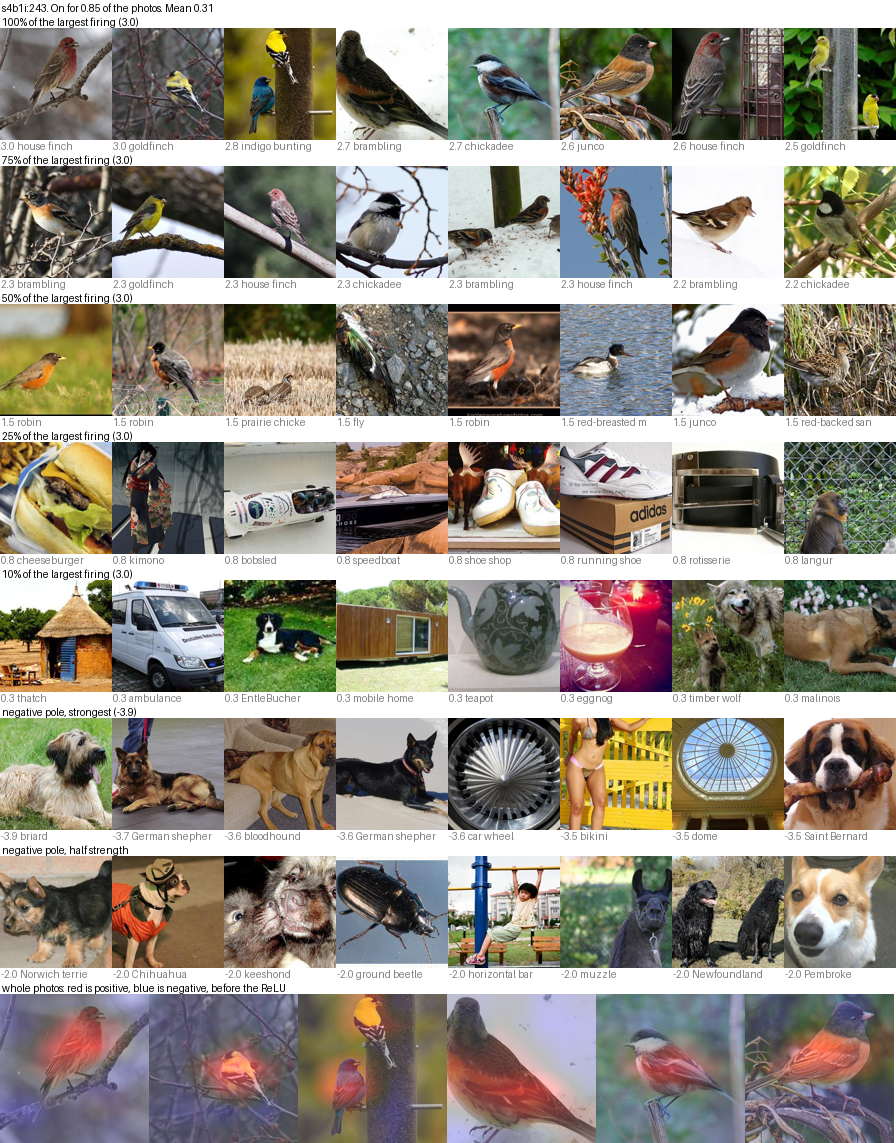 s4b1i:243. On for 0.85 of the photos. Mean 0.31
100% of the largest firing (3.0)
3.0 house finch
3.0 goldfinch
2.8 indigo bunting
2.7 brambling
2.7 chickadee
2.6 junco
2.6 house finch
2.5 goldfinch
75% of the largest firing (3.0)
2.3 brambling
2.3 goldfinch
2.3 house finch
2.3 chickadee
2.3 brambling
2.3 house finch
2.2 brambling
2.2 chickadee
50% of the largest firing (3.0)
1.5 robin
1.5 robin
1.5 prairie chicke
1.5 fly
1.5 robin
1.5 red-breasted m
1.5 junco
1.5 red-backed san
25% of the largest firing (3.0)
adidas
0.8 cheeseburger
0.8 kimono
0.8 bobsled
0.8 speedboat
0.8 shoe shop
0.8 running shoe
0.8 rotisserie
0.8 langur
10% of the largest firing (3.0)
0.3 thatch
0.3 ambulance
0.3 EntleBucher
0.3 mobile home
0.3 teapot
0.3 eggnog
0.3 timber wolf
0.3 malinois
negative pole, strongest (-3.9)
-3.9 briard
-3.7 German shepher
-3.6 bloodhound
-3.6 German shepher
-3.6 car wheel
-3.5 bikini
-3.5 dome
-3.5 Saint Bernard
negative pole, half strength
-2.0 Norwich terrie
-2.0 Chihuahua
-2.0 keeshond
-2.0 ground beetle
-2.0 horizontal bar
-2.0 muzzle
-2.0 Newfoundland
-2.0 Pembroke
whole photos: red is positive, blue is negative, before the ReLU